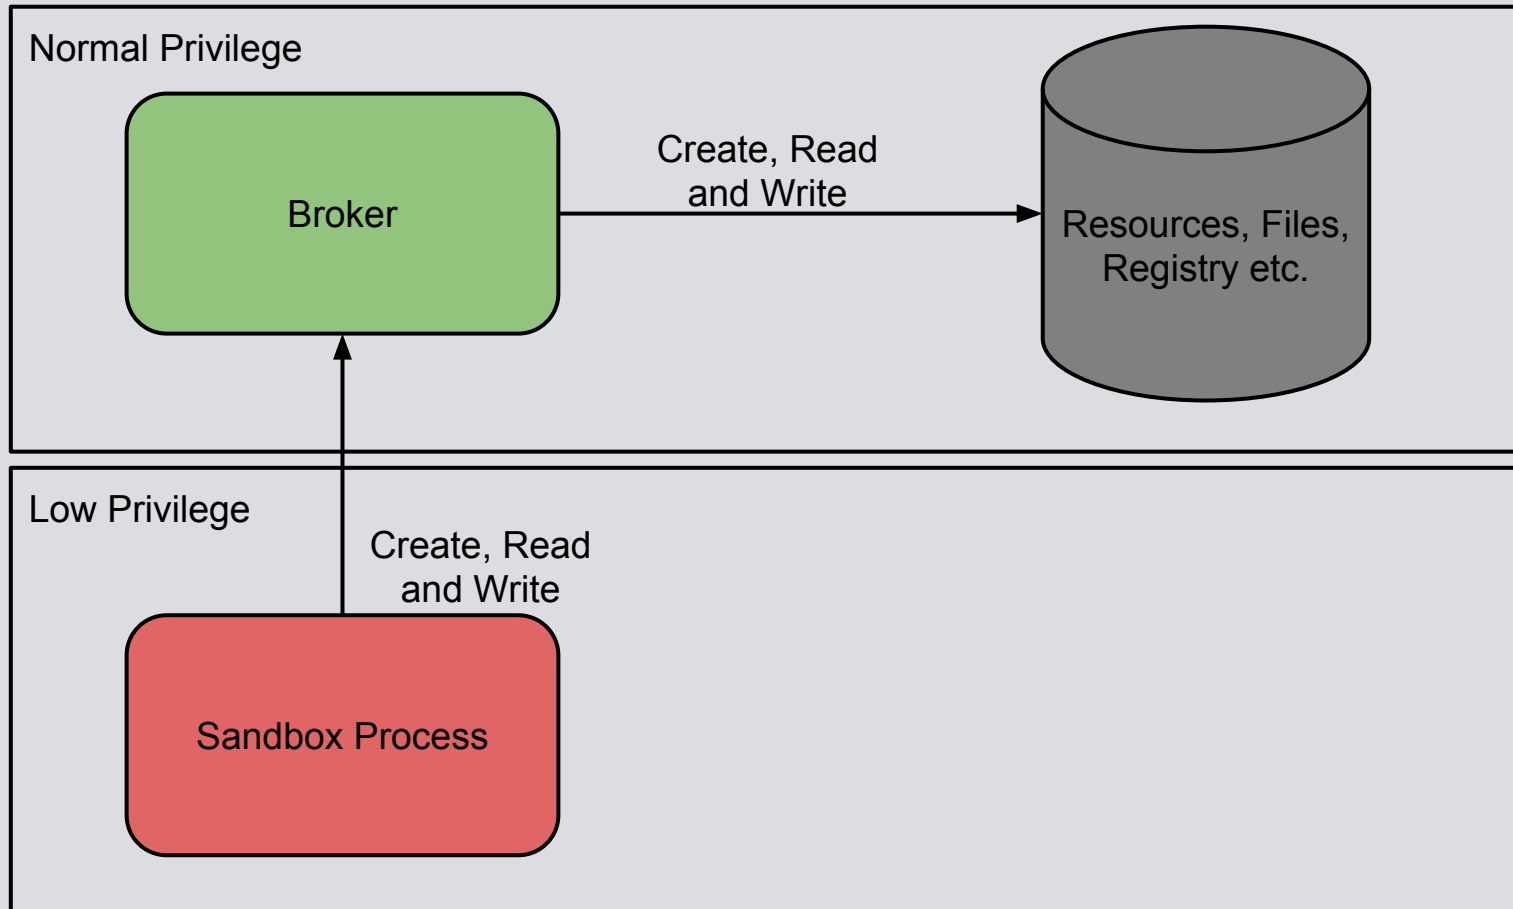 Normal Privilege
Broker
Create, Read
and Write
Resources, Files,
Registry etc.
Low Privilege
Create, Read
and Write
Sandbox Process